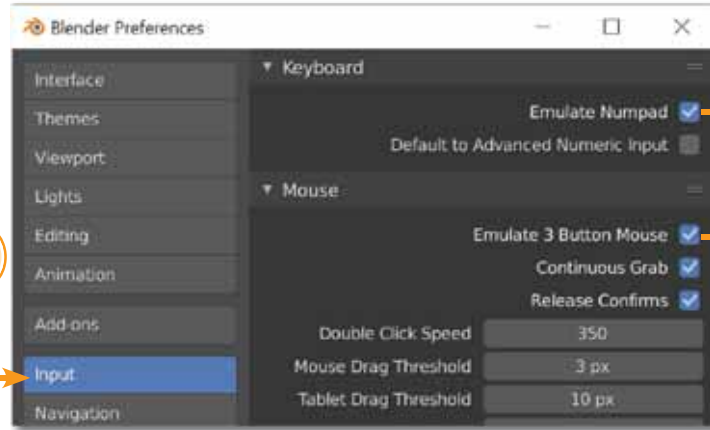 Blender Preferences
Interface
Themes
Viewport
Lights
Editing
Animation
Add-ons
Input
Navigation
Keyboard
Emulate Numpad
Default to Advanced Numeric Input
Mouse
Emulate 3 Button Mouse
Continuous Grab
Release Confirms
Double Click Speed 350
Mouse Drag Threshold 3 px
Tablet Drag Threshold 10 px